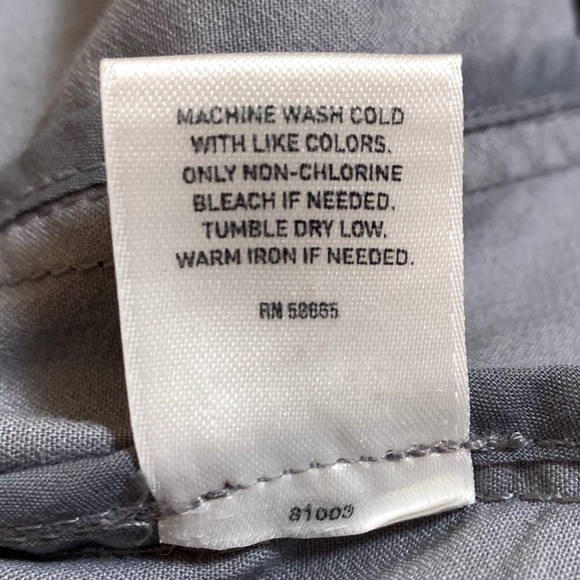 MACHINE WASH COLD
WITH LIKE COLORS.
ONLY NON-CHLORINE
BLEACH IF NEEDED.
TUMBLE DRY LOW.
WARM IRON IF NEEDED.
RN 58665